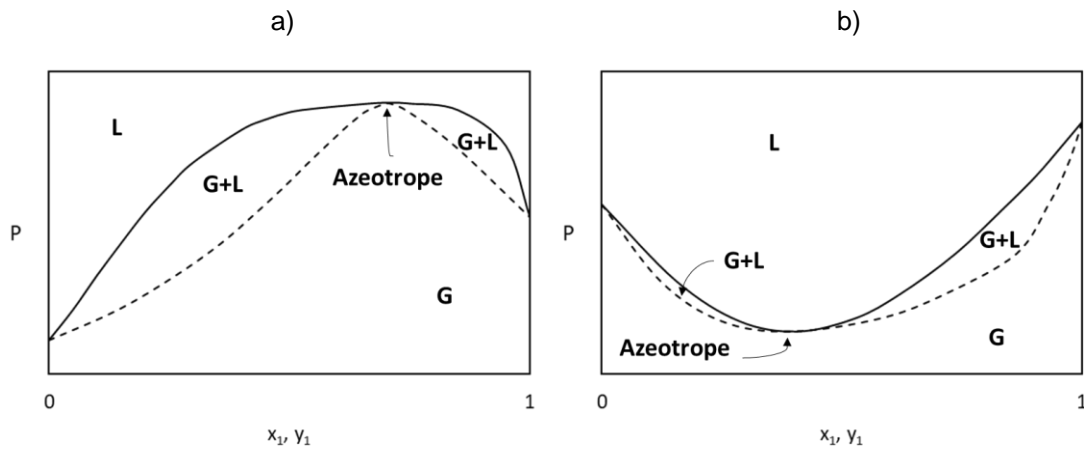 a)
b)
L
G+L
G+L
Azeotrope
P
G
0
1
x₁, y₁
L
P
G+L
G+L
Azeotrope
G
0
1
x₁, y₁